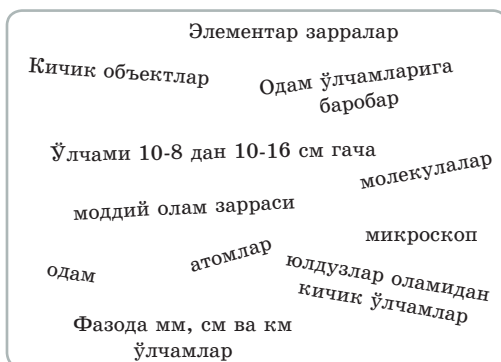 Элементар зарралар
Кичик объектлар
Одам ўлчамларига
баробар
Ўлчами 10-8 дан 10-16 см гача
молекулалар
моддий олам зарраси
микроскоп
атомлар
одам
юлдузлар оламидан
кичик ўлчамлар
Фазода мм, см ва км
ўлчамлар